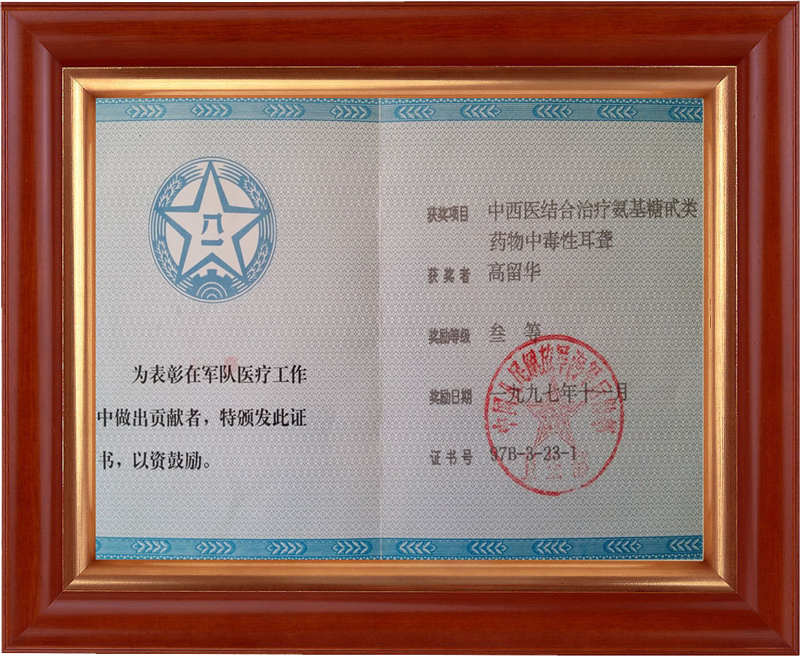 八一
为表彰在军队医疗工作
中做出贡献者，特颁发此证
书，以资鼓励。
获奖项目 中西医结合治疗氨基糖甙类
药物中毒性耳聋
获奖者 高留华
奖励等级 叁等
奖励日期 一九九七年十一月
证书号 97B-3-23-1